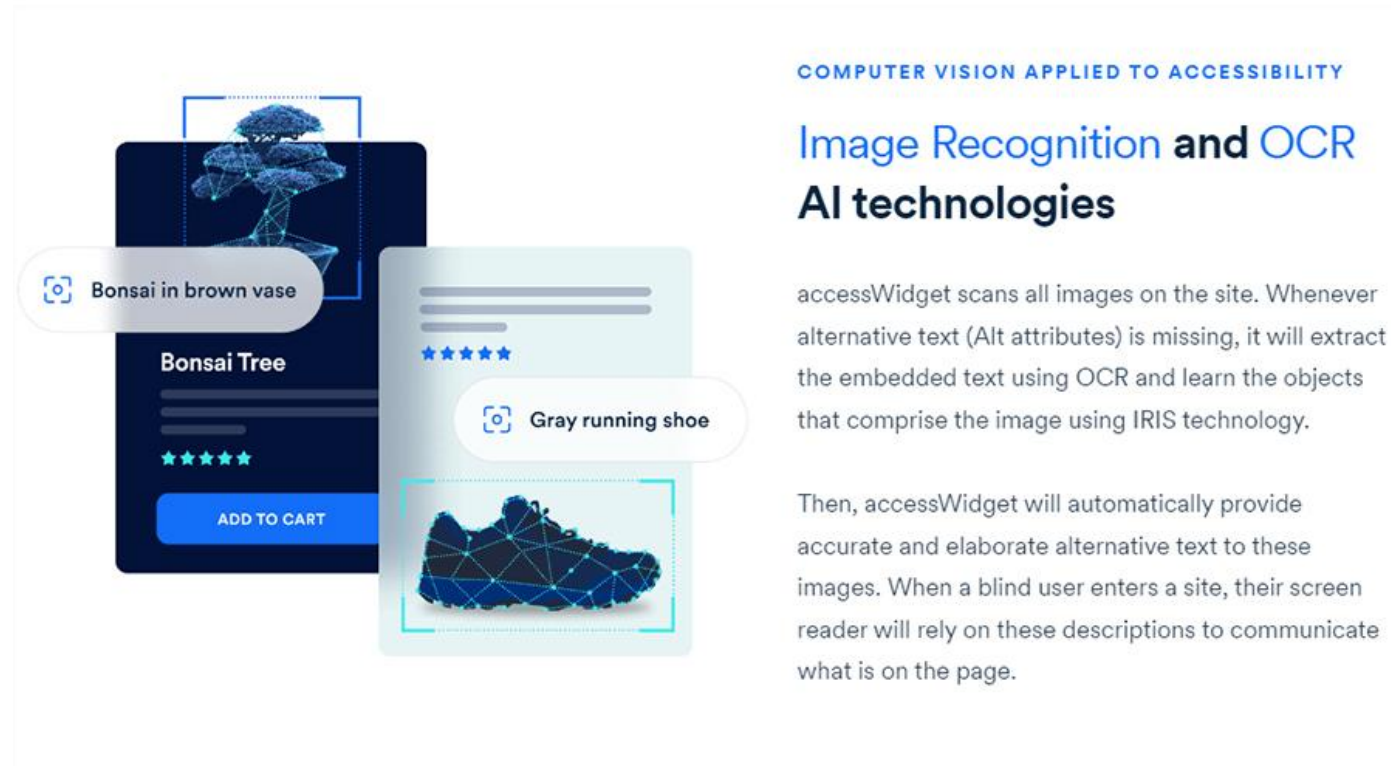 COMPUTER VISION APPLIED TO ACCESSIBILITY
Image Recognition and OCR
AI technologies
accessWidget scans all images on the site. Whenever
alternative text (Alt attributes) is missing, it will extract
the embedded text using OCR and learn the objects
that comprise the image using IRIS technology.
Then, accessWidget will automatically provide
accurate and elaborate alternative text to these
images. When a blind user enters a site, their screen
reader will rely on these descriptions to communicate
what is on the page.
Bonsai in brown vase
Bonsai Tree
ADD TO CART
Gray running shoe